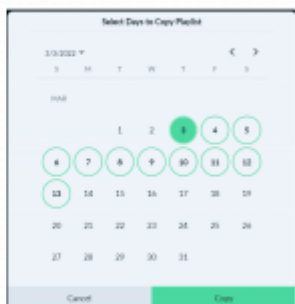 Select Days to Copy Playlist
3/3/2022
S M T W T F S
MAR
1 2 3 4 5
6 7 8 9 10 11 12
13 14 15 16 17 18 19
20 21 22 23 24 25 26
27 28 29 30 31
Cancel Copy